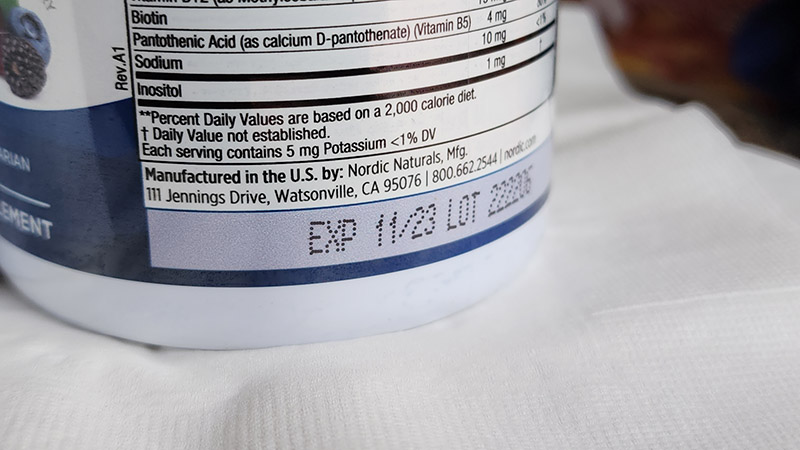 Rev.A1
Biotin
Pantothenic Acid (as calcium D-pantothenate) (Vitamin B5) 4 mg <1%
Sodium 10 mg
Inositol 1 mg †
**Percent Daily Values are based on a 2,000 calorie diet.
† Daily Value not established.
Each serving contains 5 mg Potassium <1% DV
Manufactured in the U.S. by: Nordic Naturals, Mfg.
111 Jennings Drive, Watsonville, CA 95076 | 800.662.2544 | nordic.com
EXP 11/23 LOT
ARIAN
EMENT